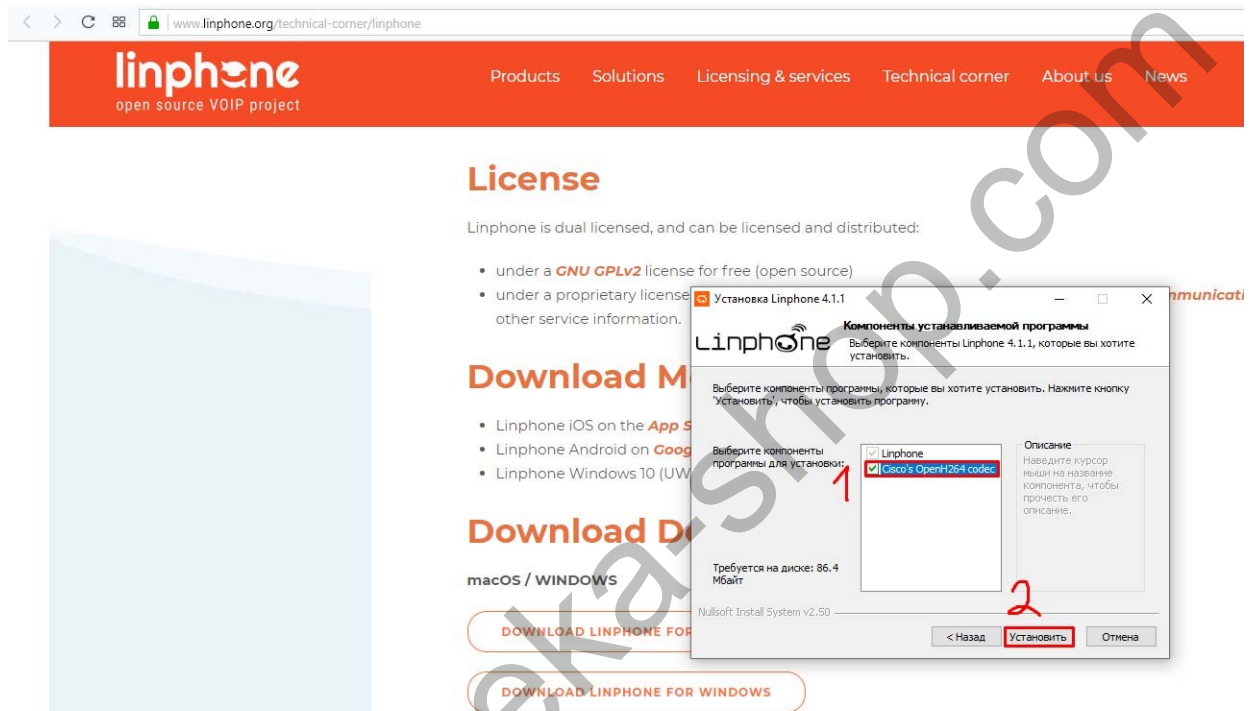 www.linphone.org/technical-corner/linphone
linphone
open source VOIP project
Products Solutions Licensing & services Technical corner About us News
License
Linphone is dual licensed, and can be licensed and distributed:
• under a GNU GPLv2 license for free (open source)
• under a proprietary license
other service information.
Download M
• Linphone iOS on the App S
• Linphone Android on Goog
• Linphone Windows 10 (UW
Download De
macOS / WINDOWS
DOWNLOAD LINPHONE FOR
DOWNLOAD LINPHONE FOR WINDOWS
Установка Linphone 4.1.1
Linphone
Компоненты устанавливаемой программы
Выберите компоненты Linphone 4.1.1, которые вы хотите
установить.
Выберите компоненты программы, которые вы хотите установить. Нажмите кнопку
'Установить', чтобы установить программу.
Выберите компоненты
программы для установки:
1
Linphone
Cisco's OpenH264 codec
Описание
Наведите курсор
мыши на название
компонента, чтобы
прочесть его
описание.
Требуется на диске: 86.4
Мбайт
2
Nullsoft Install System v2.50
< Назад Установить Отмена
mmunicati
eka-shop.com